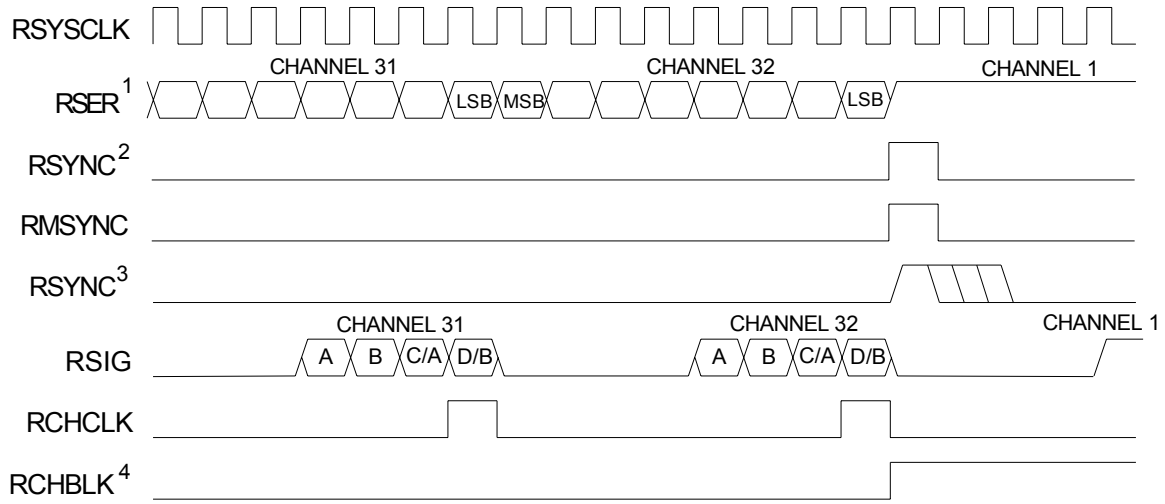 RSYSCLK
CHANNEL 31 CHANNEL 32 CHANNEL 1
RSER1 LSB MSB LSB
RSYNC2
RMSYNC
RSYNC3
CHANNEL 31 CHANNEL 32 CHANNEL 1
RSIG A B C/A D/B A B C/A D/B
RCHCLK
RCHBLK4